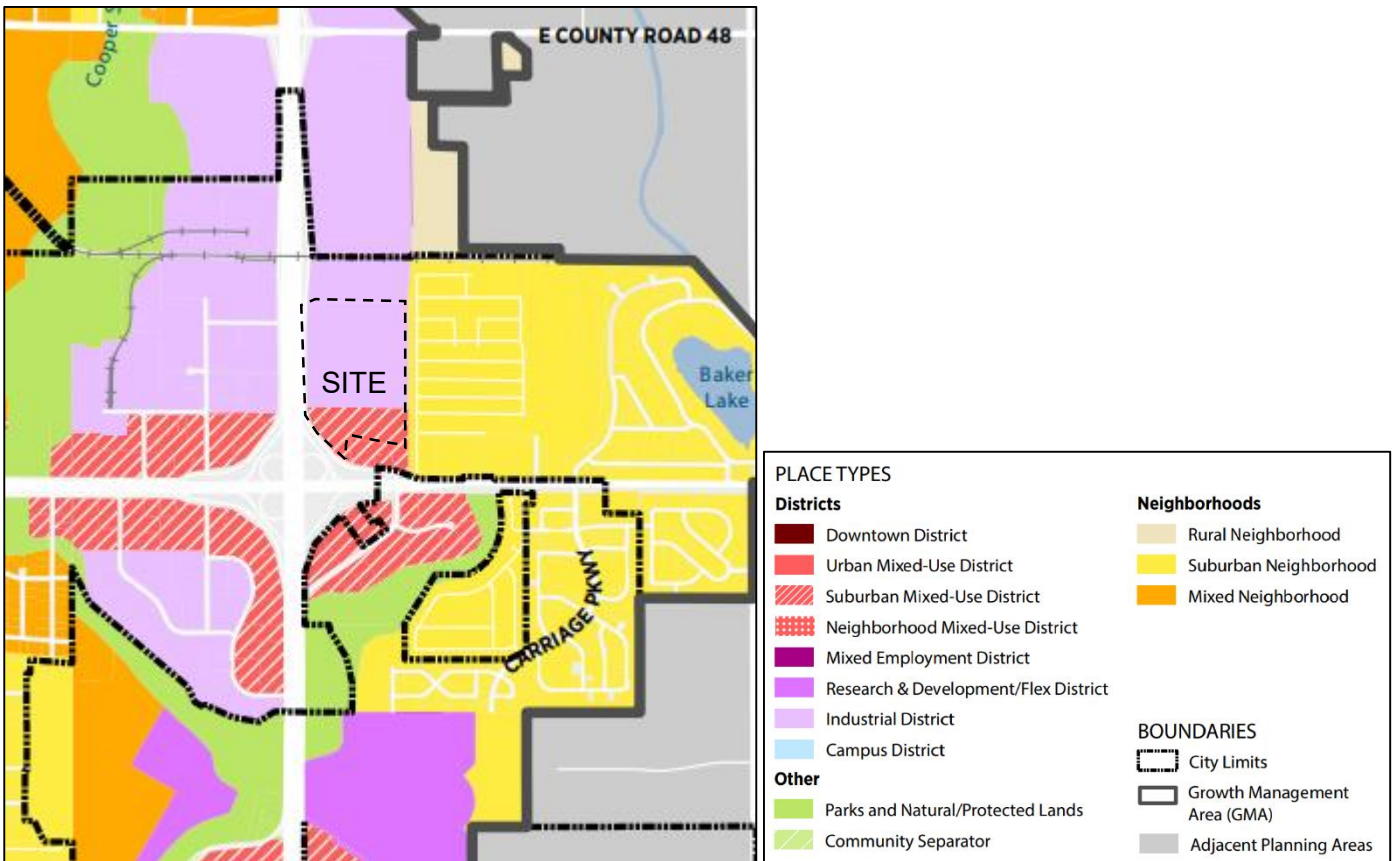 Cooper S
E COUNTY ROAD 48
SITE
Baker
Lake
CARRIAGE PKWY
PLACE TYPES
Districts
Downtown District
Urban Mixed-Use District
Suburban Mixed-Use District
Neighborhood Mixed-Use District
Mixed Employment District
Research & Development/Flex District
Industrial District
Campus District
Other
Parks and Natural/Protected Lands
Community Separator
Neighborhoods
Rural Neighborhood
Suburban Neighborhood
Mixed Neighborhood
BOUNDARIES
City Limits
Growth Management
Area (GMA)
Adjacent Planning Areas